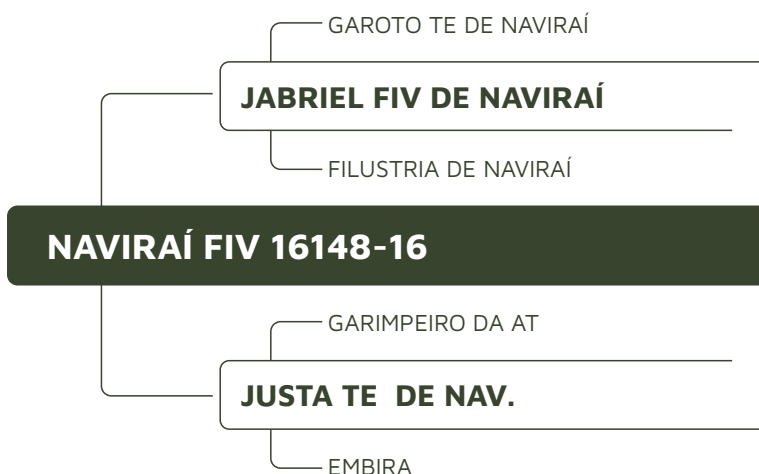 GAROTO TE DE NAVIRAÍ
JABRIEL FIV DE NAVIRAÍ
FILUSTRIA DE NAVIRAÍ
NAVIRAÍ FIV 16148-16
GARIMPEIRO DA AT
JUSTA TE  DE NAV.
EMBIRA